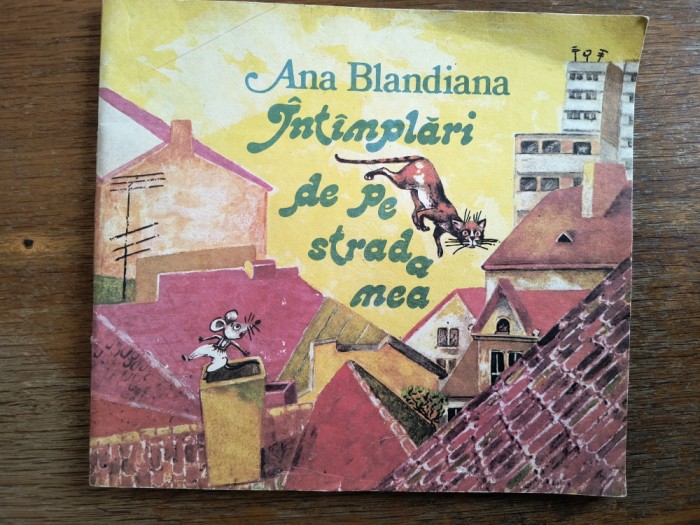 Ana Blandiana
Întîmplări
de pe
strada
mea